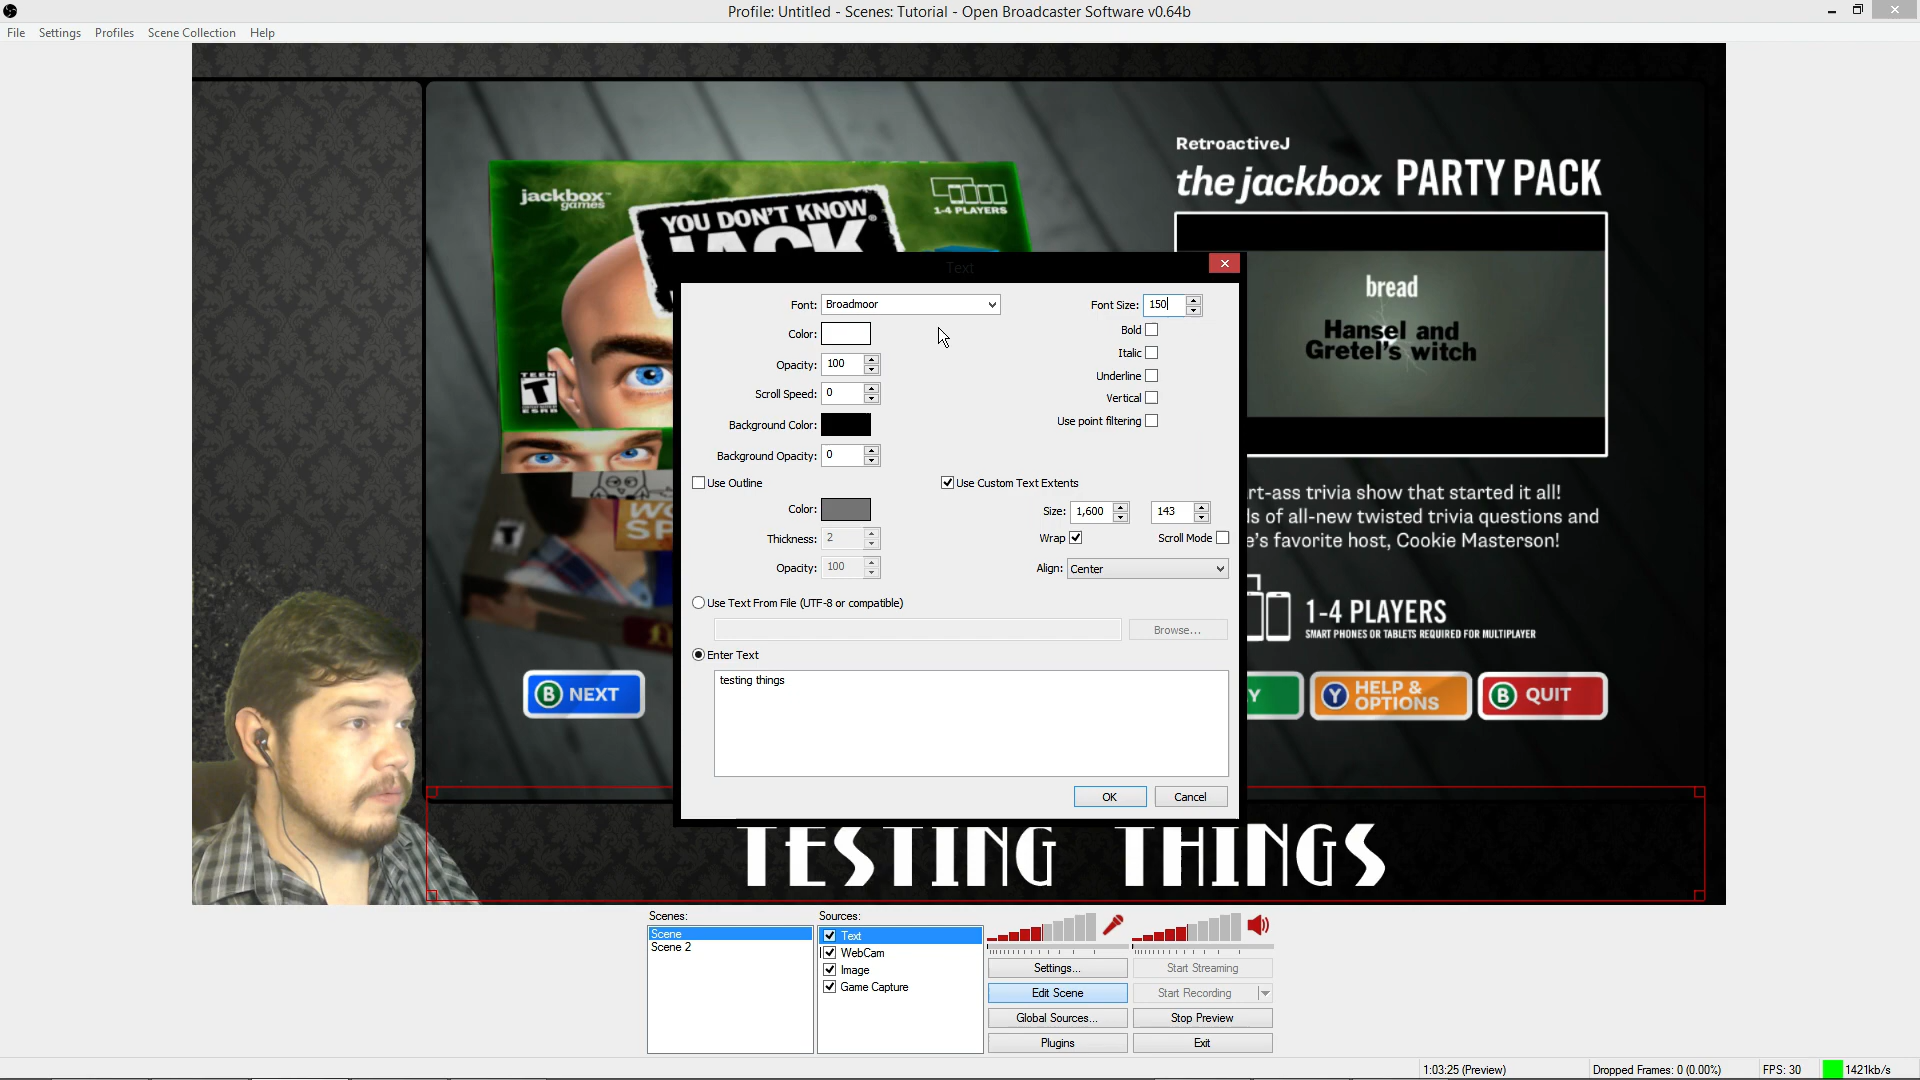 Profile: Untitled - Scenes: Tutorial - Open Broadcaster Software v0.64b
File Settings Profiles Scene Collection Help
RetroactiveJ
the jackbox PARTY PACK
jackbox games
1-4 PLAYERS
YOU DON'T KNOW
JACK
TEEN
T
ESRB
bread
Hansel and
Gretel's witch
Text
Font: Broadmoor
Font Size: 150
Color:
Bold
Italic
Opacity: 100
Underline
Scroll Speed: 0
Vertical
Background Color:
Use point filtering
Background Opacity: 0
Use Outline
Use Custom Text Extents
Color:
Size: 1,600 143
Thickness: 2
Wrap
Scroll Mode
Opacity: 100
Align: Center
Use Text From File (UTF-8 or compatible)
Browse...
Enter Text
testing things
OK Cancel
rt-ass trivia show that started it all!
ls of all-new twisted trivia questions and
e's favorite host, Cookie Masterson!
1-4 PLAYERS
SMART PHONES OR TABLETS REQUIRED FOR MULTIPLAYER
B NEXT
Y
Y HELP & OPTIONS
B QUIT
TESTING THINGS
Scenes:
Scene
Scene 2
Sources:
Text
WebCam
Image
Game Capture
Settings... Start Streaming
Edit Scene Start Recording
Global Sources... Stop Preview
Plugins Exit
1:03:25 (Preview) Dropped Frames: 0 (0.00%) FPS: 30 1421kb/s